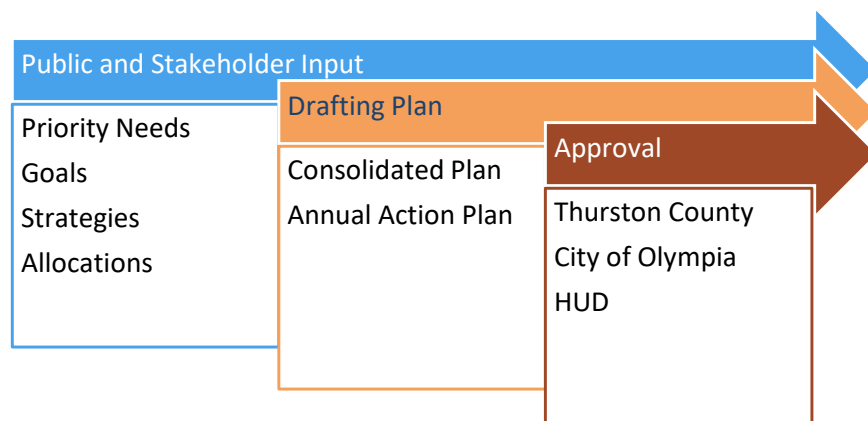 Public and Stakeholder Input
Priority Needs
Goals
Strategies
Allocations
Drafting Plan
Consolidated Plan
Annual Action Plan
Approval
Thurston County
City of Olympia
HUD